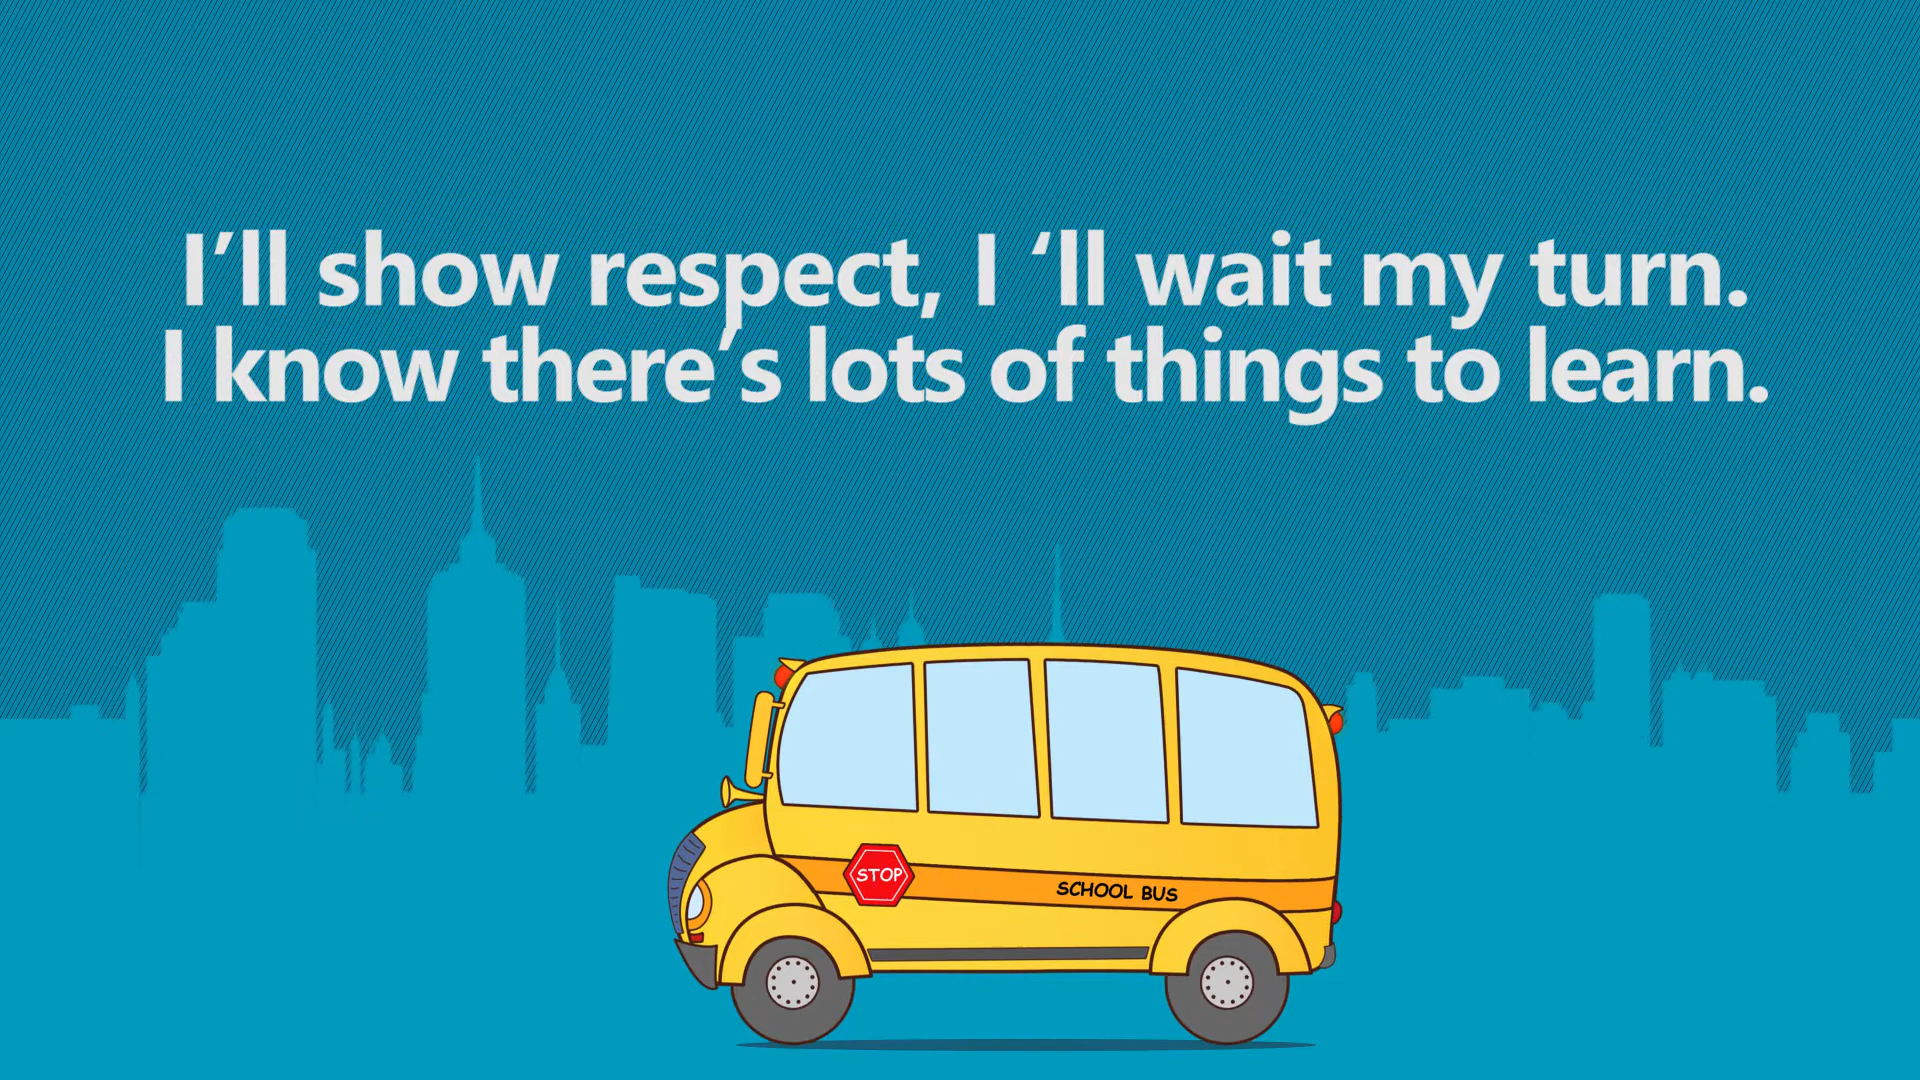 I’ll show respect, I ‘ll wait my turn.
I know there’s lots of things to learn.
STOP
SCHOOL BUS